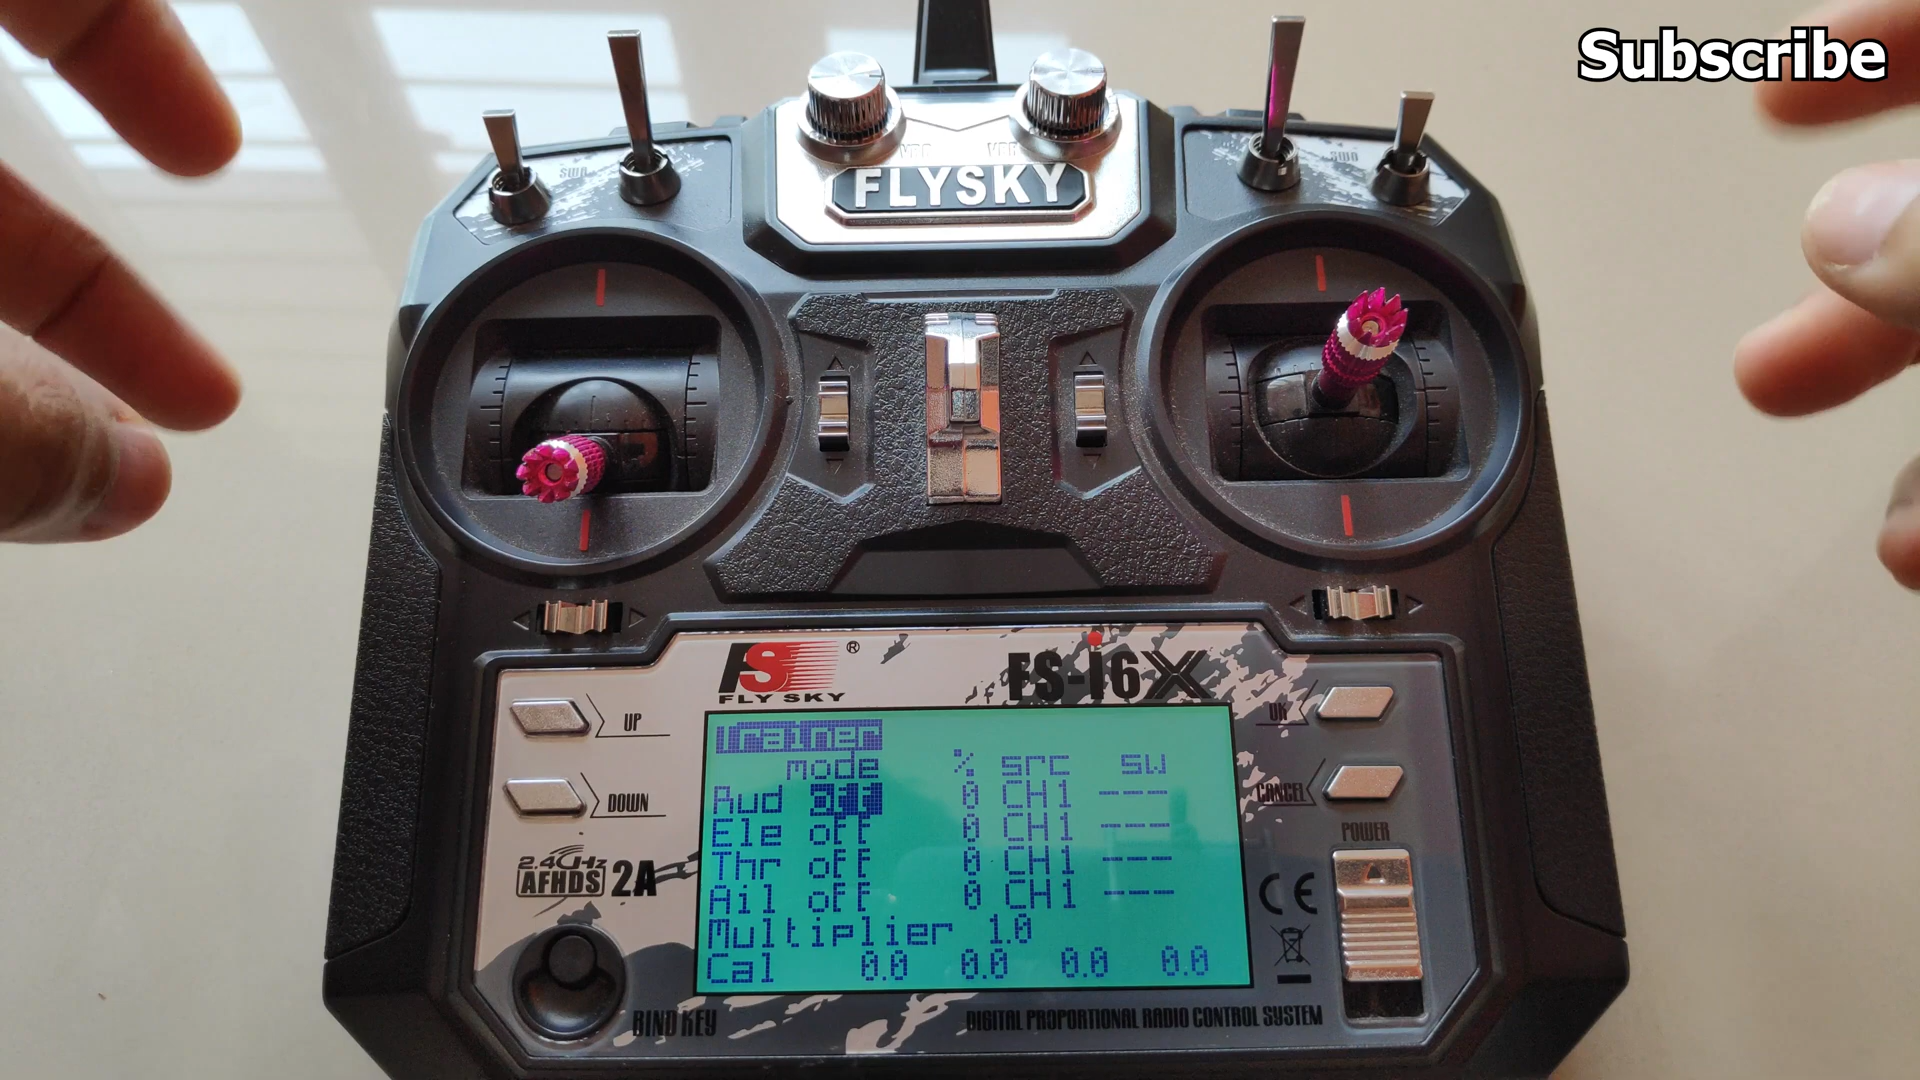 Subscribe
SWD
FLYSKY
FS ®
FLY SKY
FS-i6X
UP
OK
DOWN
CANCEL
Trainer
mode % src sw
Rud off 0 CH1 ---
Ele off 0 CH1 ---
Thr off 0 CH1 ---
Ail off 0 CH1 ---
Multiplier 1.0
Cal 0.0 0.0 0.0 0.0
POWER
2.4GHz
AFHDS 2A
CE
BIND KEY
DIGITAL PROPORTIONAL RADIO CONTROL SYSTEM